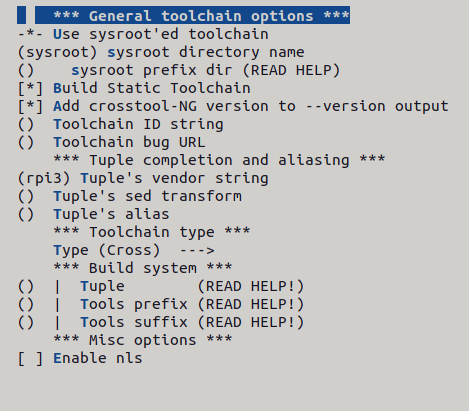 *** General toolchain options ***
-*- Use sysroot'ed toolchain
(sysroot) sysroot directory name
()    sysroot prefix dir (READ HELP)
[*] Build Static Toolchain
[*] Add crosstool-NG version to --version output
()  Toolchain ID string
()  Toolchain bug URL
    *** Tuple completion and aliasing ***
(rpi3) Tuple's vendor string
()  Tuple's sed transform
()  Tuple's alias
    *** Toolchain type ***
    Type (Cross)  --->
    *** Build system ***
()  |  Tuple        (READ HELP!)
()  |  Tools prefix (READ HELP!)
()  |  Tools suffix (READ HELP!)
    *** Misc options ***
[ ] Enable nls